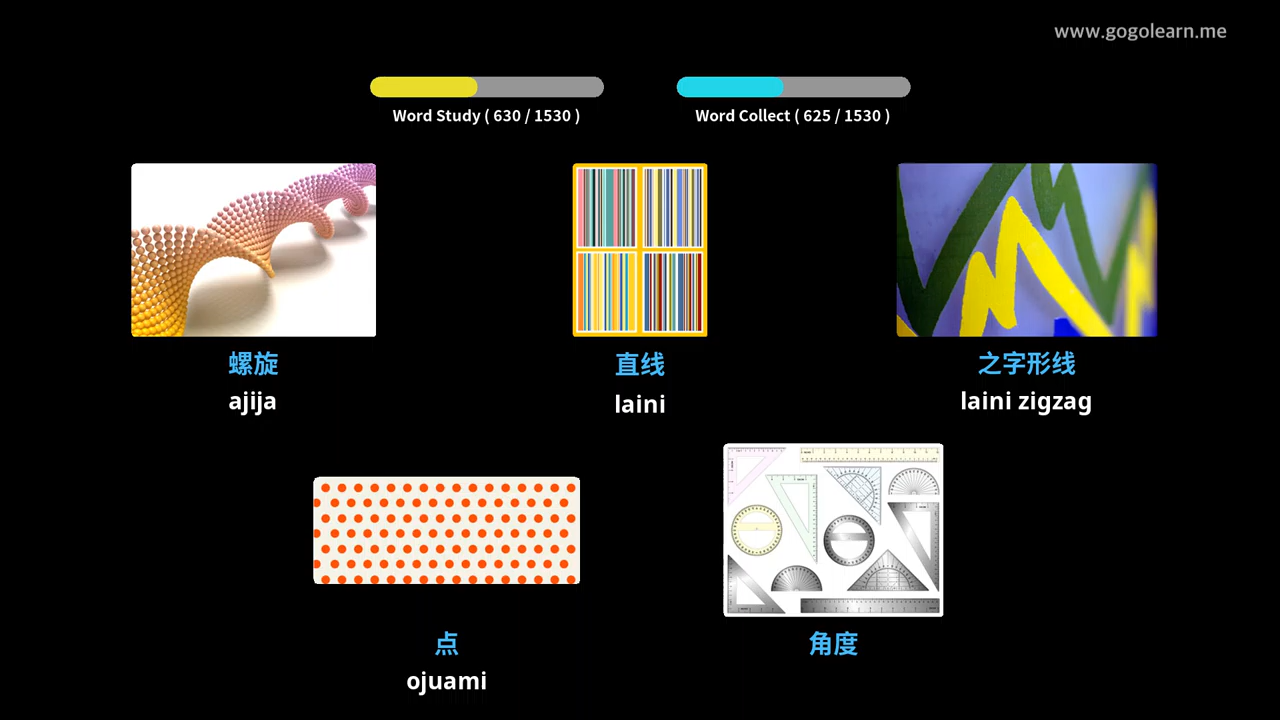 www.gogolearn.me
Word Study ( 630 / 1530 )
Word Collect ( 625 / 1530 )
螺旋
ajija
直线
laini
之字形线
laini zigzag
点
ojuami
角度